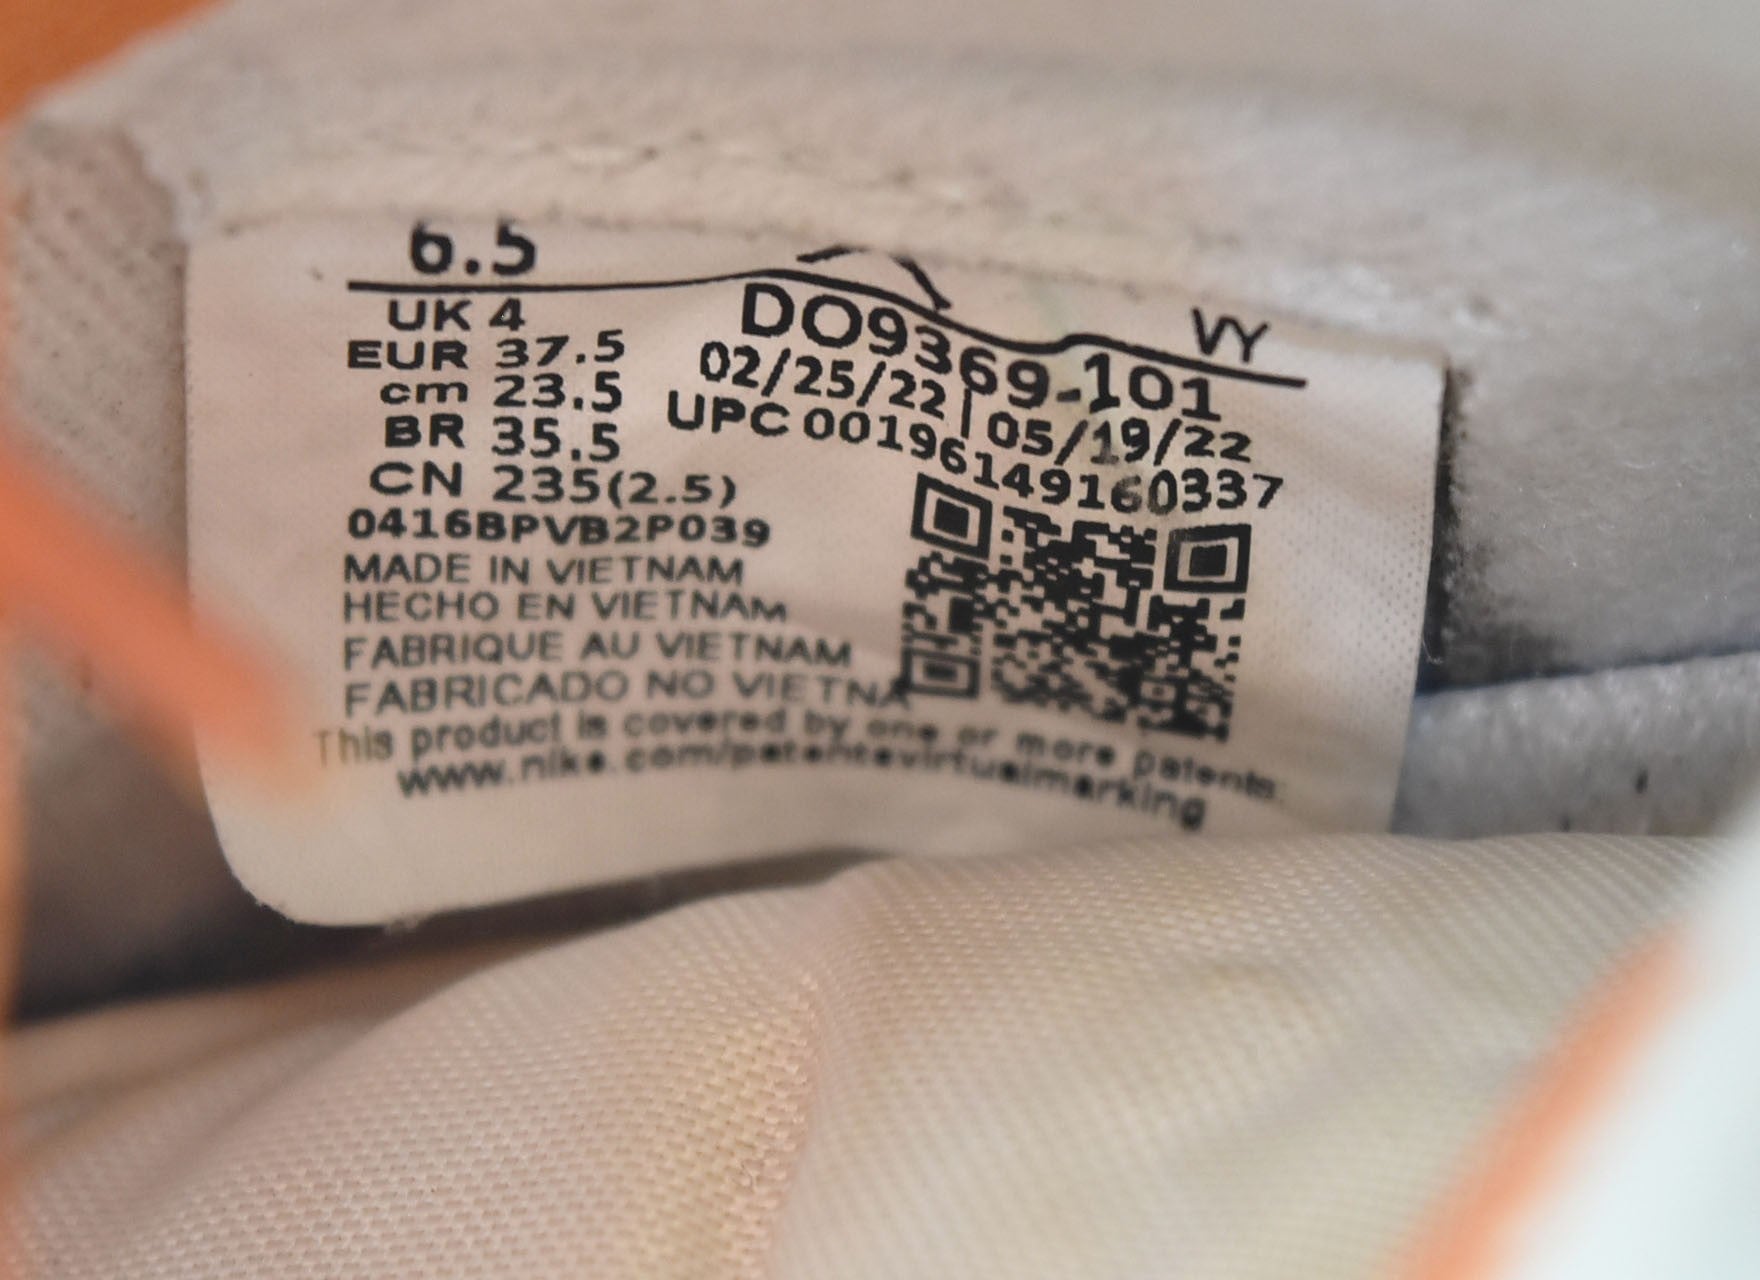 6.5
VY
UK 4
EUR 37.5
cm 23.5
BR 35.5
CN 235(2.5)
DO9369-101
02/25/22 | 05/19/22
UPC 00196149160337
0416BPVB2P039
MADE IN VIETNAM
HECHO EN VIETNAM
FABRIQUE AU VIETNAM
FABRICADO NO VIETNA
This product is covered by one or more patents:
www.nike.com/patentsvirtualmarking